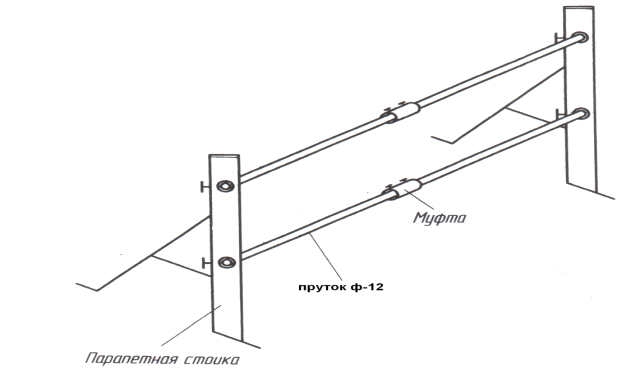 Муфта
пруток ф-12
Парапетная стойка